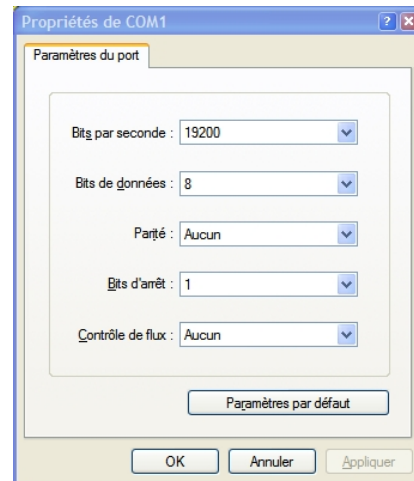 Propriétés de COM1
Paramètres du port
Bits par seconde : 19200
Bits de données : 8
Parité : Aucun
Bits d'arrêt : 1
Contrôle de flux : Aucun
Paramètres par défaut
OK Annuler Appliquer